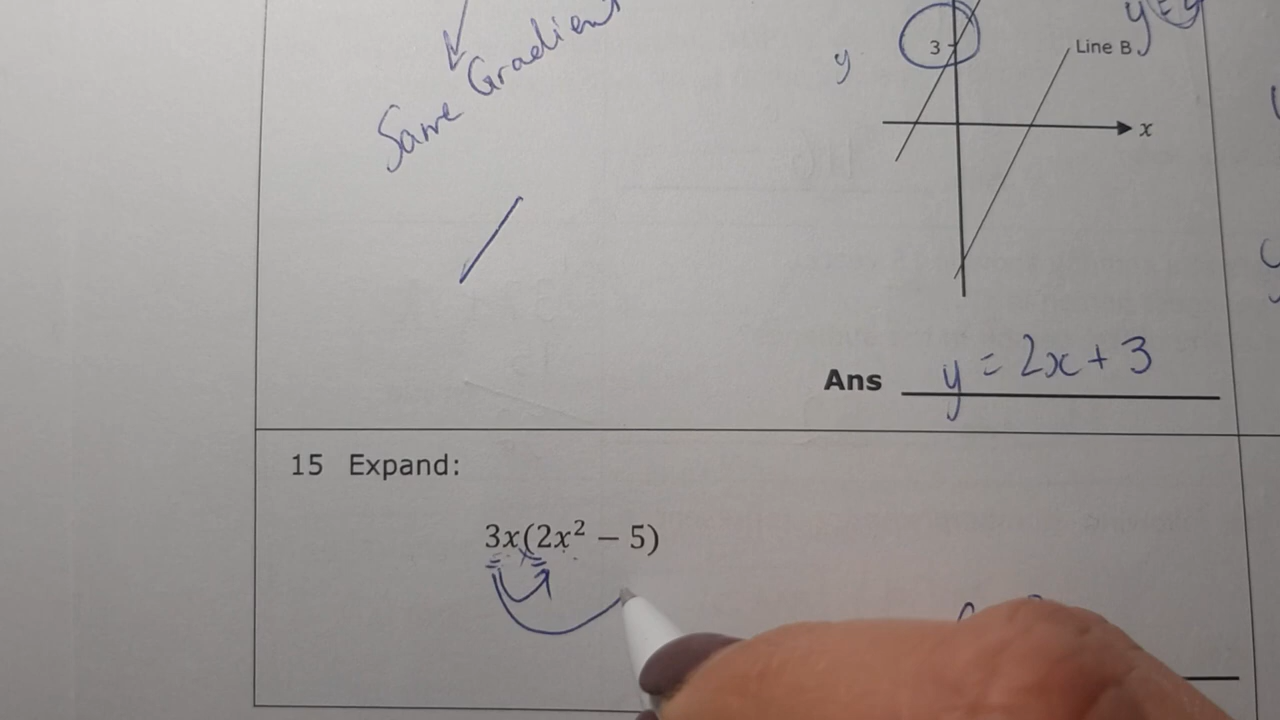 Same Gradient
y
3
Line B
x
Ans y = 2x + 3
15 Expand:
3x(2x² − 5)